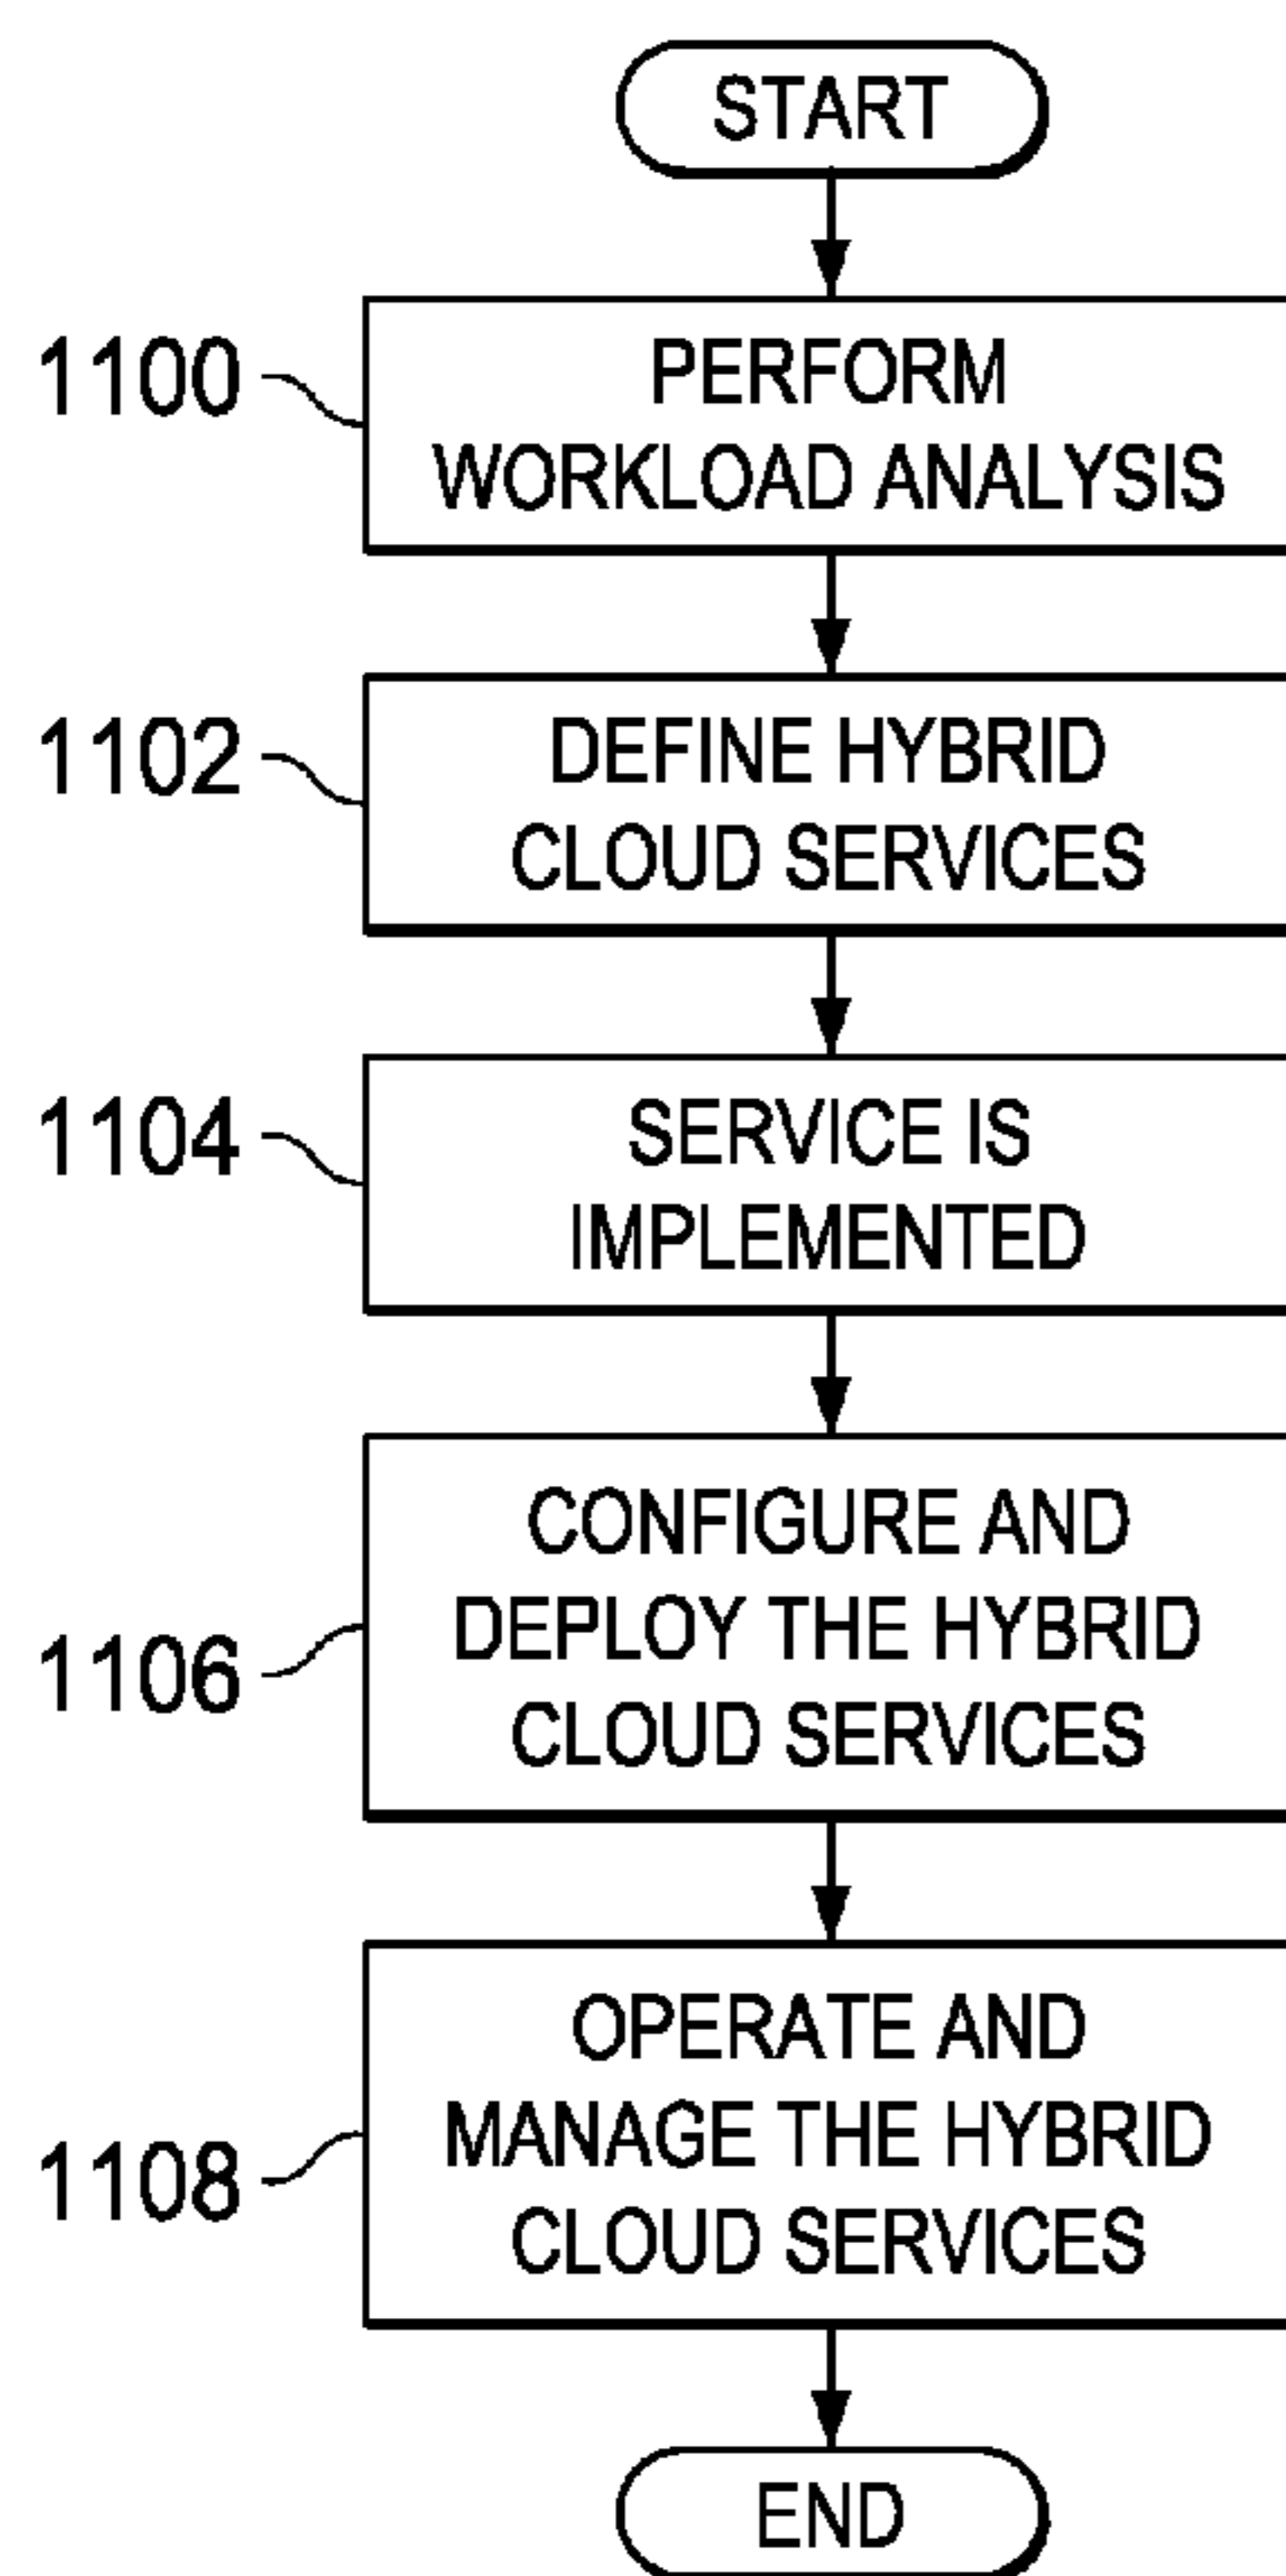 START
1100
PERFORM
WORKLOAD ANALYSIS
1102
DEFINE HYBRID
CLOUD SERVICES
1104
SERVICE IS
IMPLEMENTED
1106
CONFIGURE AND
DEPLOY THE HYBRID
CLOUD SERVICES
1108
OPERATE AND
MANAGE THE HYBRID
CLOUD SERVICES
END